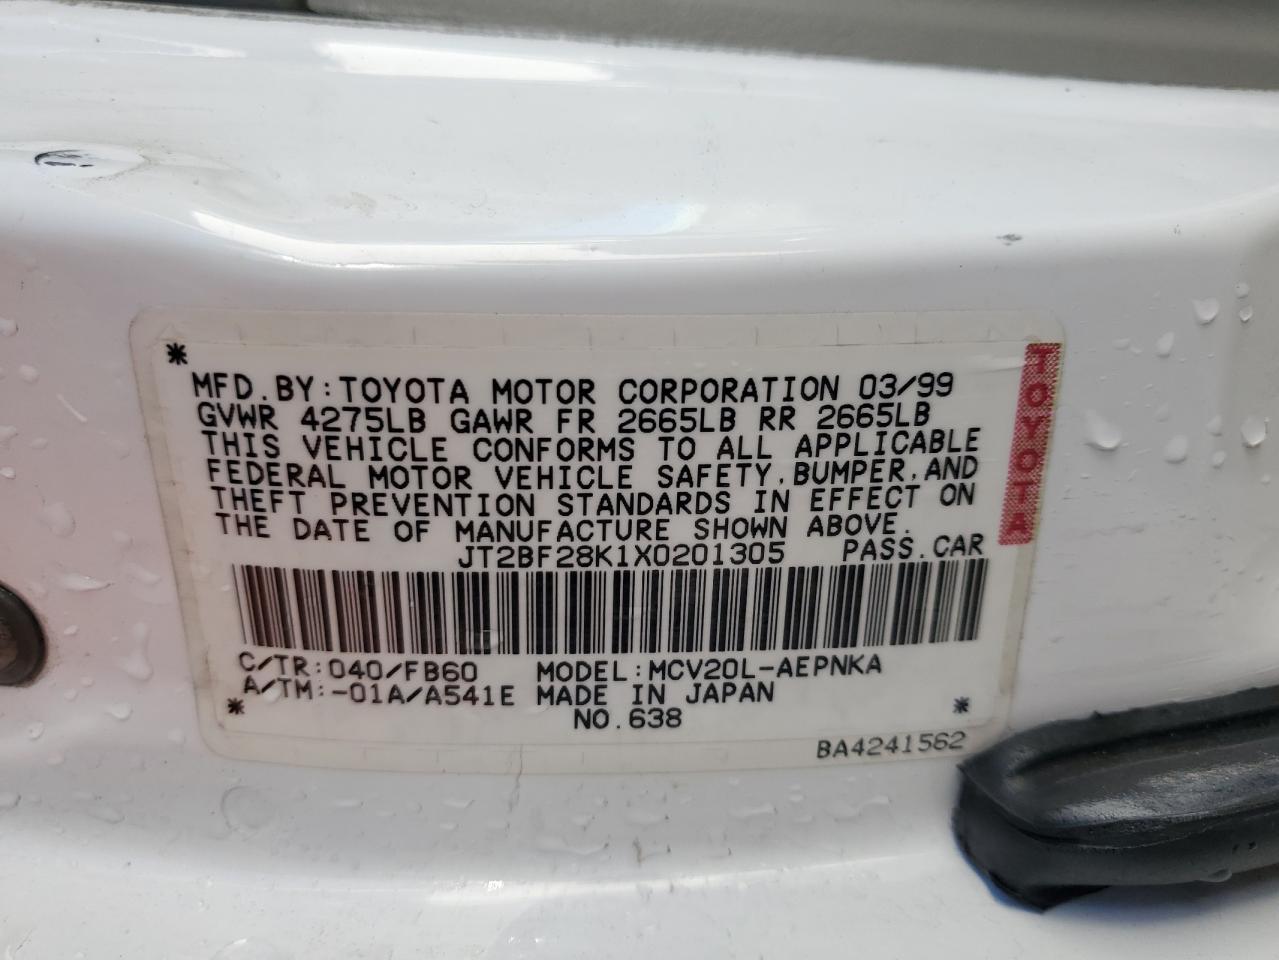 MFD.BY:TOYOTA MOTOR CORPORATION 03/99
GVWR 4275LB GAWR FR 2665LB RR 2665LB
THIS VEHICLE CONFORMS TO ALL APPLICABLE
FEDERAL MOTOR VEHICLE SAFETY,BUMPER,AND
THEFT PREVENTION STANDARDS IN EFFECT ON
THE DATE OF MANUFACTURE SHOWN ABOVE.
JT2BF28K1X0201305 PASS.CAR
C/TR:040/FB60 MODEL:MCV20L-AEPNKA
A/TM:-01A/A541E MADE IN JAPAN
NO.638
BA4241562
TOYOTA